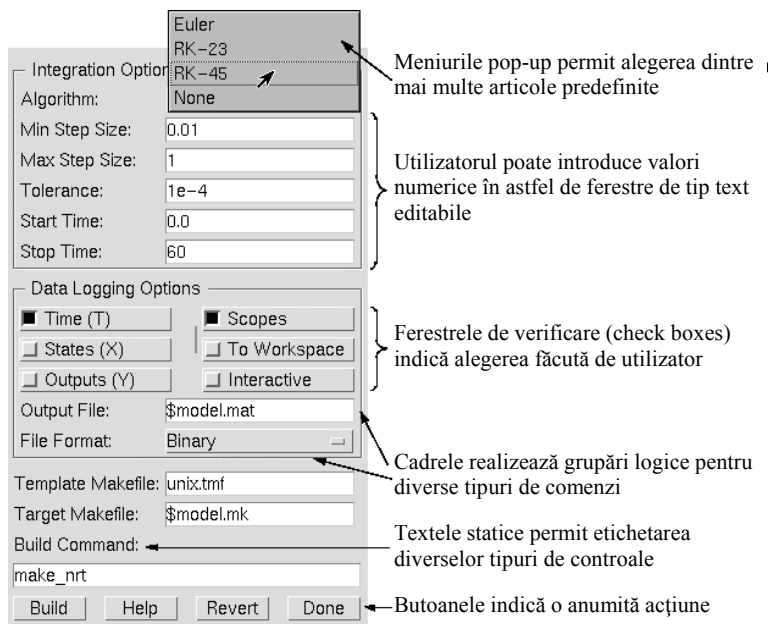 Euler
RK-23
RK-45
None
Integration Optio
Algorithm:
Min Step Size: 0.01
Max Step Size: 1
Tolerance: 1e-4
Start Time: 0.0
Stop Time: 60
Data Logging Options
Time (T) Scopes
States (X) To Workspace
Outputs (Y) Interactive
Output File: $model.mat
File Format: Binary
Template Makefile: unix.tmf
Target Makefile: $model.mk
Build Command:
make_nrt
Build Help Revert Done
Meniurile pop-up permit alegerea dintre
mai multe articole predefinite
Utilizatorul poate introduce valori
numerice în astfel de ferestre de tip text
editabile
Ferestrele de verificare (check boxes)
indică alegerea făcută de utilizator
Cadrele realizează grupări logice pentru
diverse tipuri de comenzi
Textele statice permit etichetarea
diverselor tipuri de controale
Butoanele indică o anumită acţiune